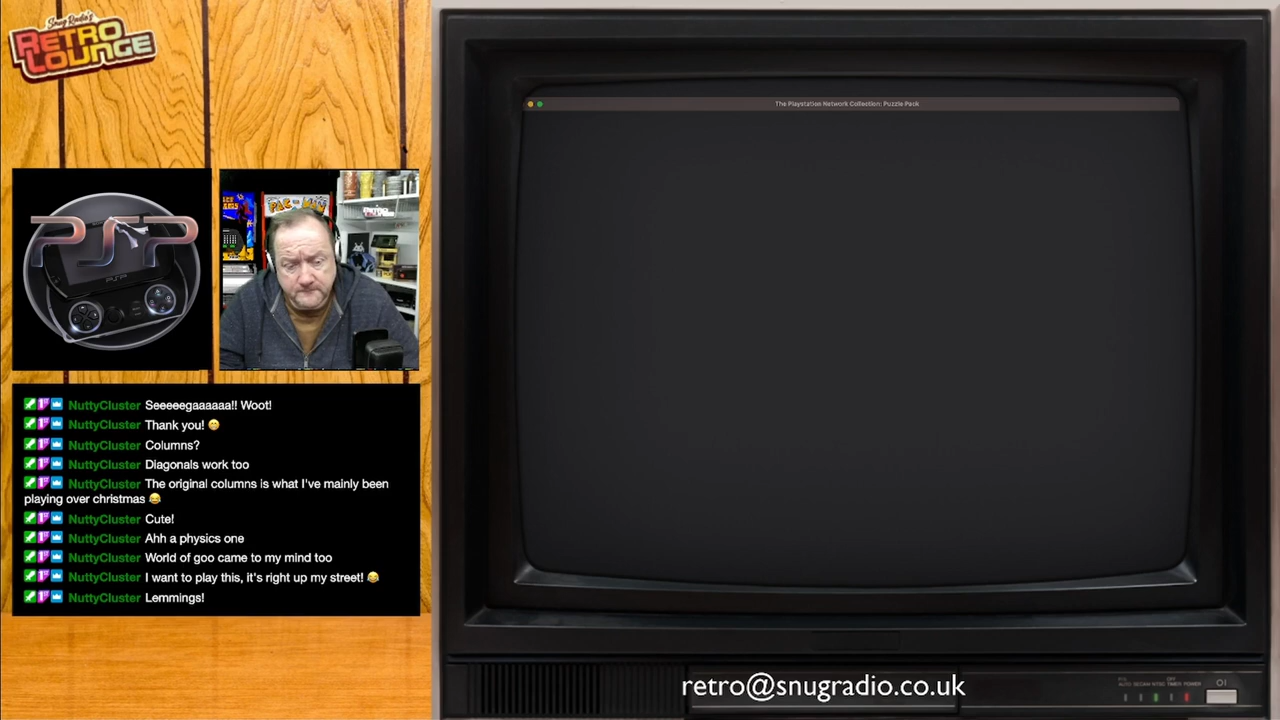 Snug Radio's
RETRO
LOUNGE
The Playstation Network Collection: Puzzle Pack
PAC-MAN
PSP
NuttyCluster Seeeeegaaaaaa!! Woot!
NuttyCluster Thank you! 😁
NuttyCluster Columns?
NuttyCluster Diagonals work too
NuttyCluster The original columns is what I've mainly been
playing over christmas 😂
NuttyCluster Cute!
NuttyCluster Ahh a physics one
NuttyCluster World of goo came to my mind too
NuttyCluster I want to play this, it's right up my street! 😂
NuttyCluster Lemmings!
retro@snugradio.co.uk